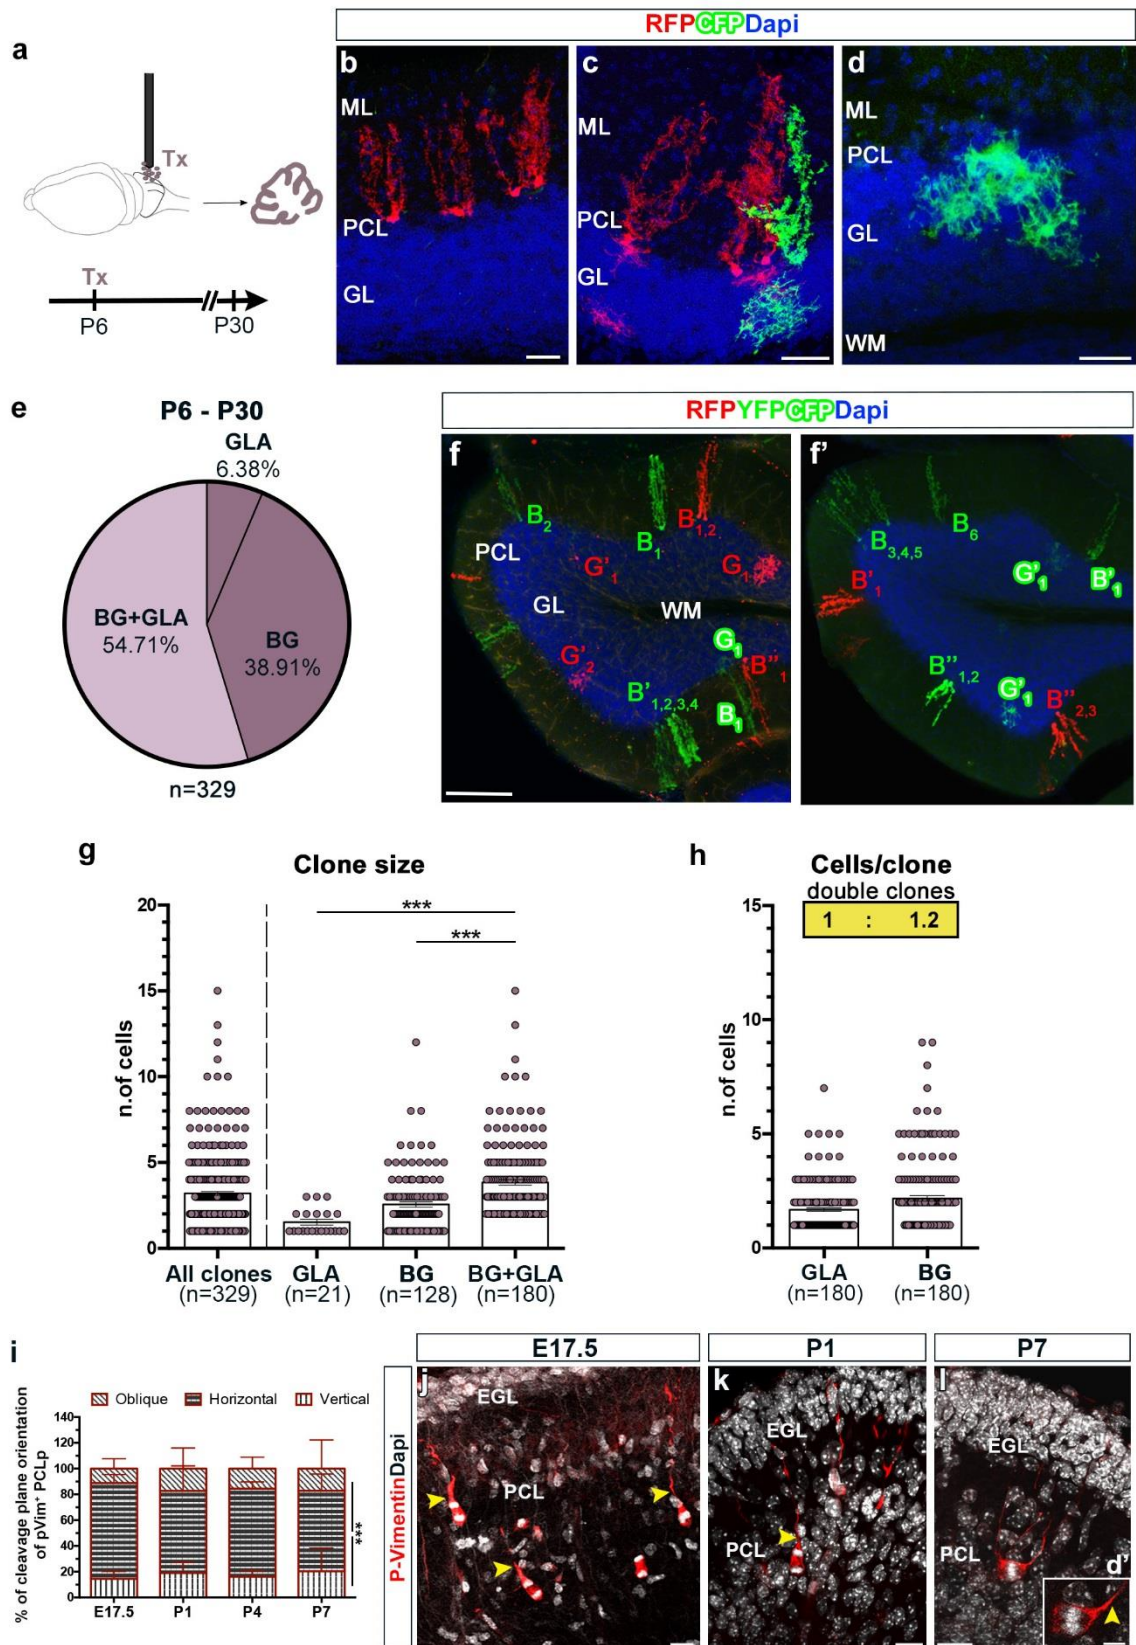 a
Tx
Tx
P6
P30
RFPCFPDapi
b
ML
PCL
GL
c
ML
PCL
GL
d
ML
PCL
GL
WM
e
P6 - P30
GLA
6.38%
BG+GLA
54.71%
BG
38.91%
n=329
RFPYFPCFPDapi
f
B2
B1
B1,2
PCL
G'1
G1
GL
WM
G1
G'2
B''1
B'1,2,3,4
B1
f'
B3,4,5
B6
G'1
B'1
B'1
B''1,2
G'1
B''2,3
g
Clone size
***
***
20
15
10
5
0
n.of cells
All clones
(n=329)
GLA
(n=21)
BG
(n=128)
BG+GLA
(n=180)
h
Cells/clone
double clones
1 : 1.2
15
10
5
0
n.of cells
GLA
(n=180)
BG
(n=180)
i
Oblique
Horizontal
Vertical
% of cleavage plane orientation
of pVim+ PCLp
140
120
100
80
60
40
20
0
***
E17.5
P1
P4
P7
P-VimentinDapi
E17.5
j
EGL
PCL
P1
k
EGL
PCL
P7
l
EGL
PCL
d'